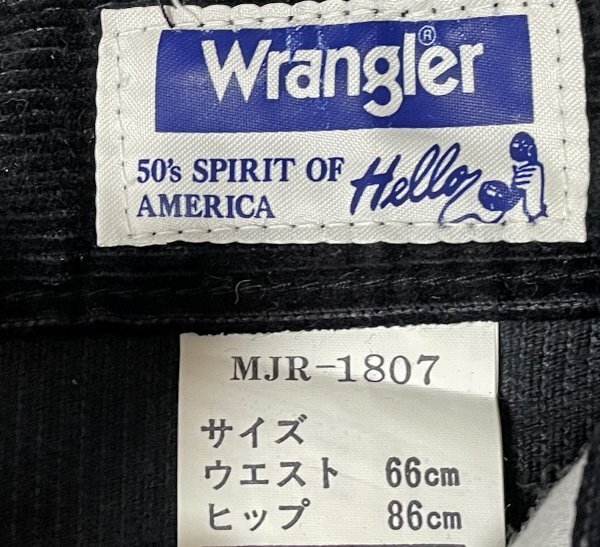 Wrangler®
50's SPIRIT OF
AMERICA
Hello
MJR-1807
サイズ
ウエスト 66cm
ヒップ 86cm